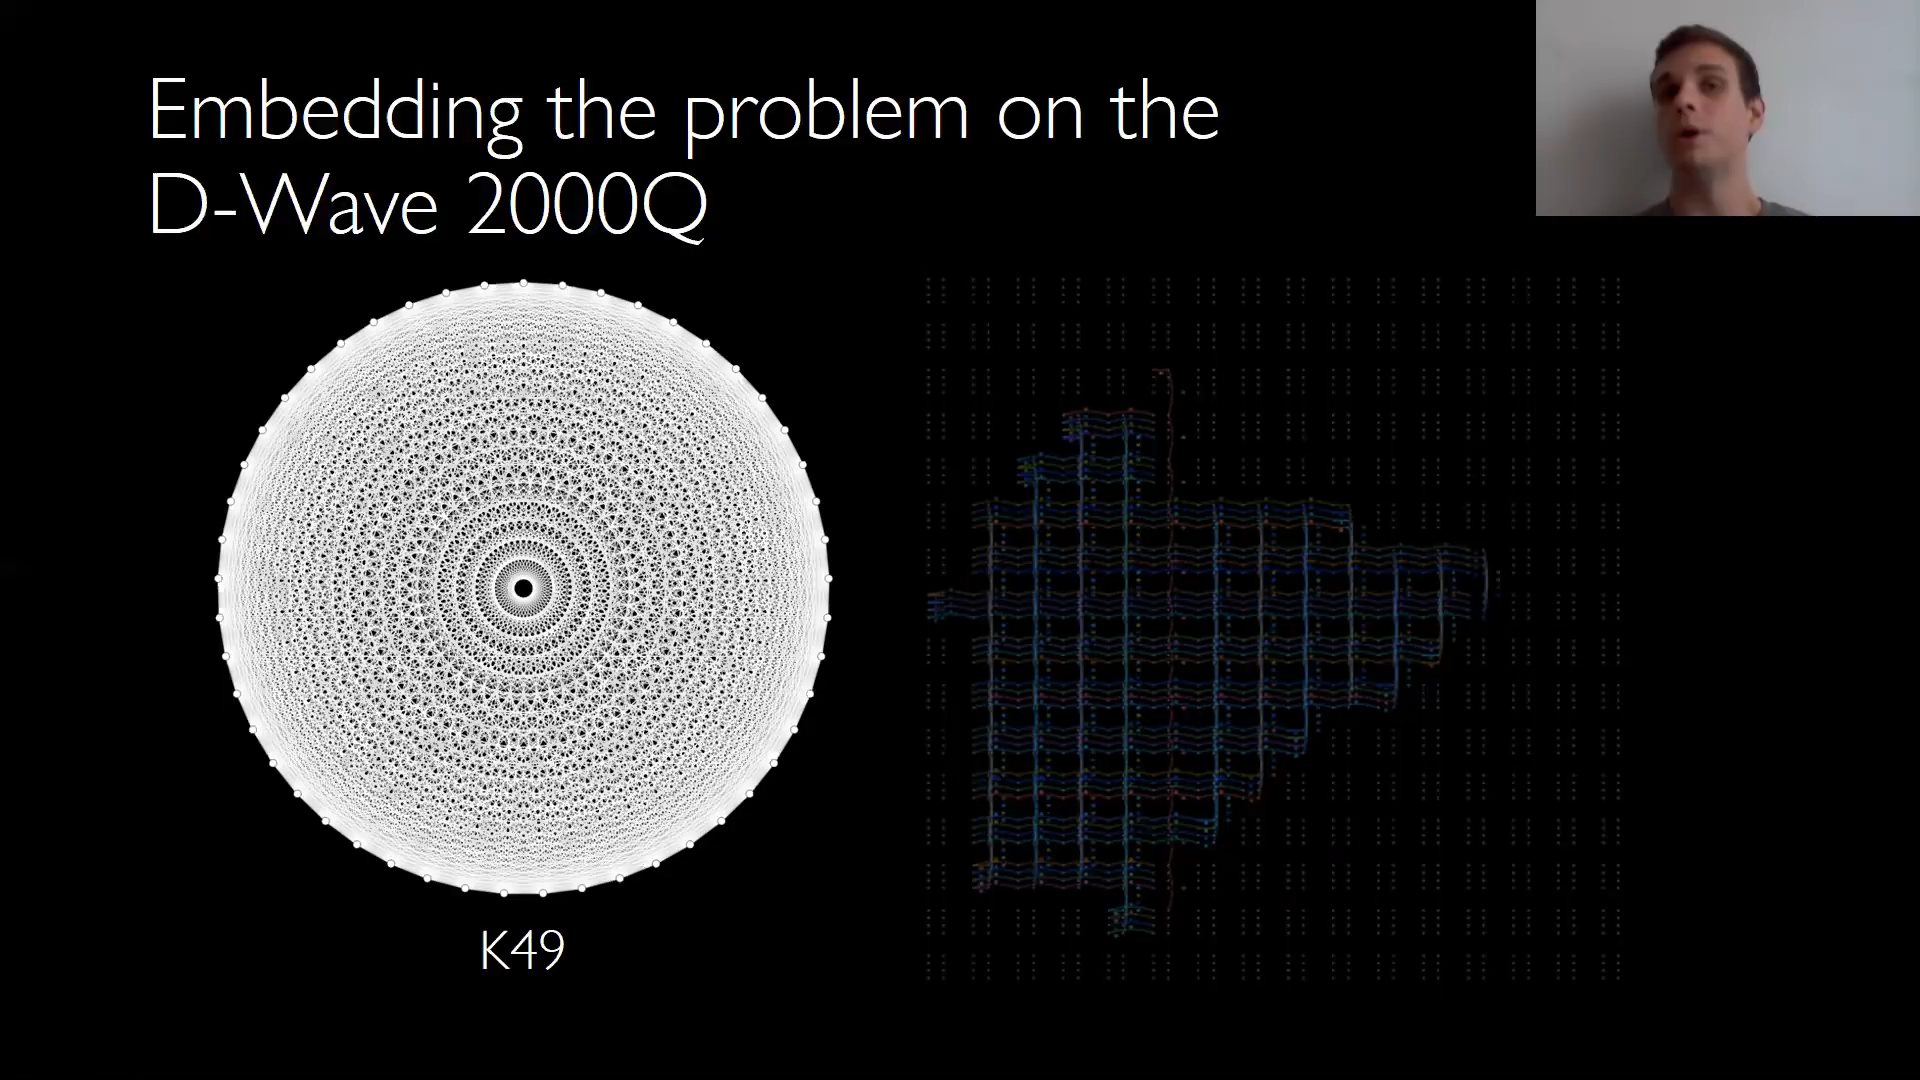 Embedding the problem on the
D-Wave 2000Q
K49